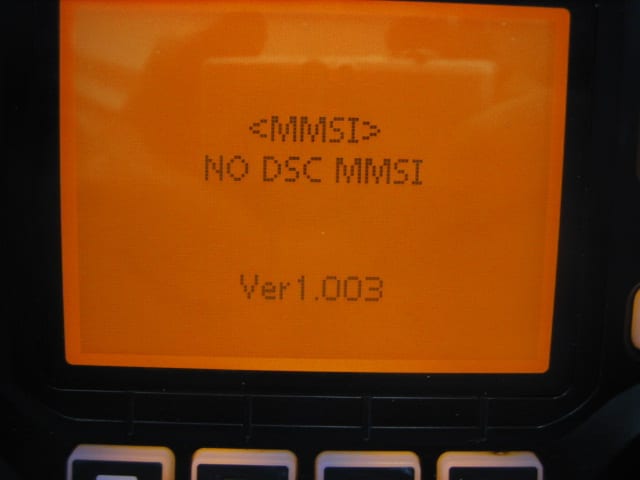 <MMSI>
NO DSC MMSI
Ver1.003